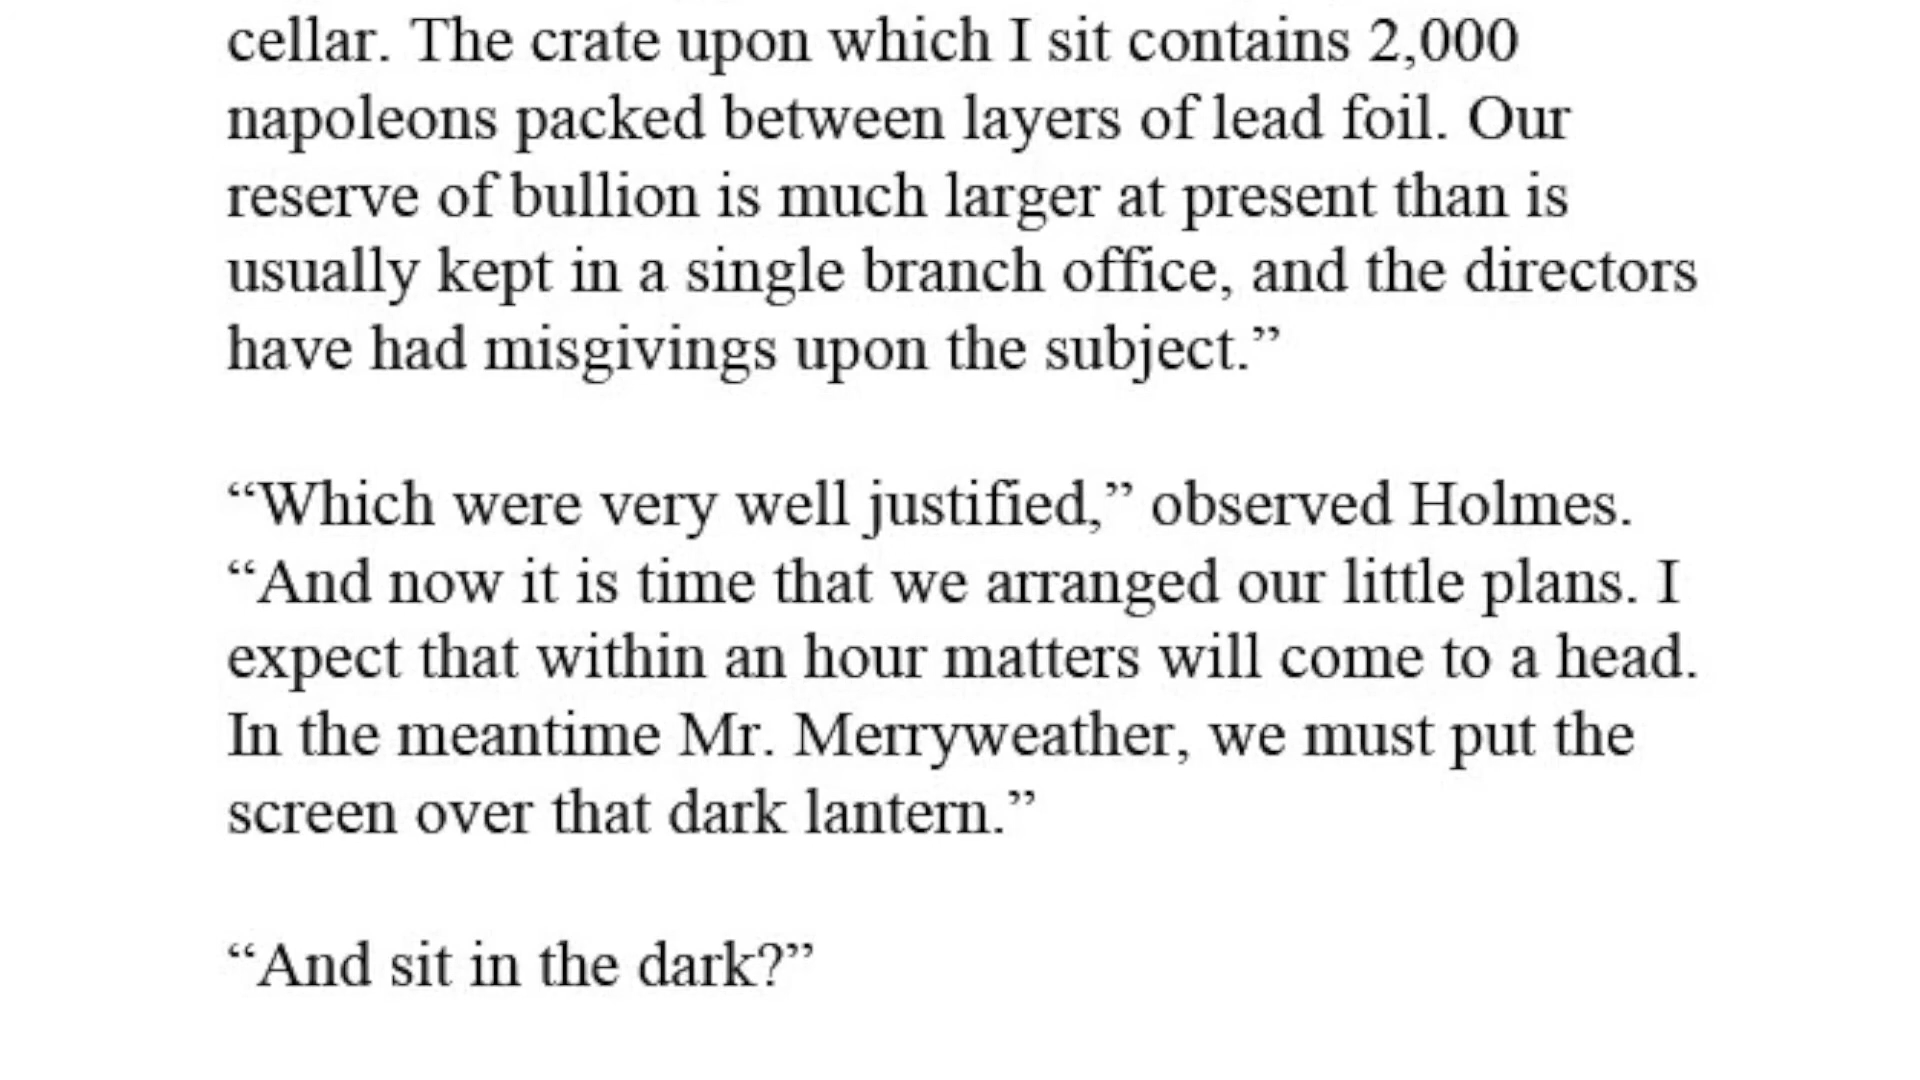 cellar. The crate upon which I sit contains 2,000
napoleons packed between layers of lead foil. Our
reserve of bullion is much larger at present than is
usually kept in a single branch office, and the directors
have had misgivings upon the subject.”
“Which were very well justified,” observed Holmes.
“And now it is time that we arranged our little plans. I
expect that within an hour matters will come to a head.
In the meantime Mr. Merryweather, we must put the
screen over that dark lantern.”
“And sit in the dark?”